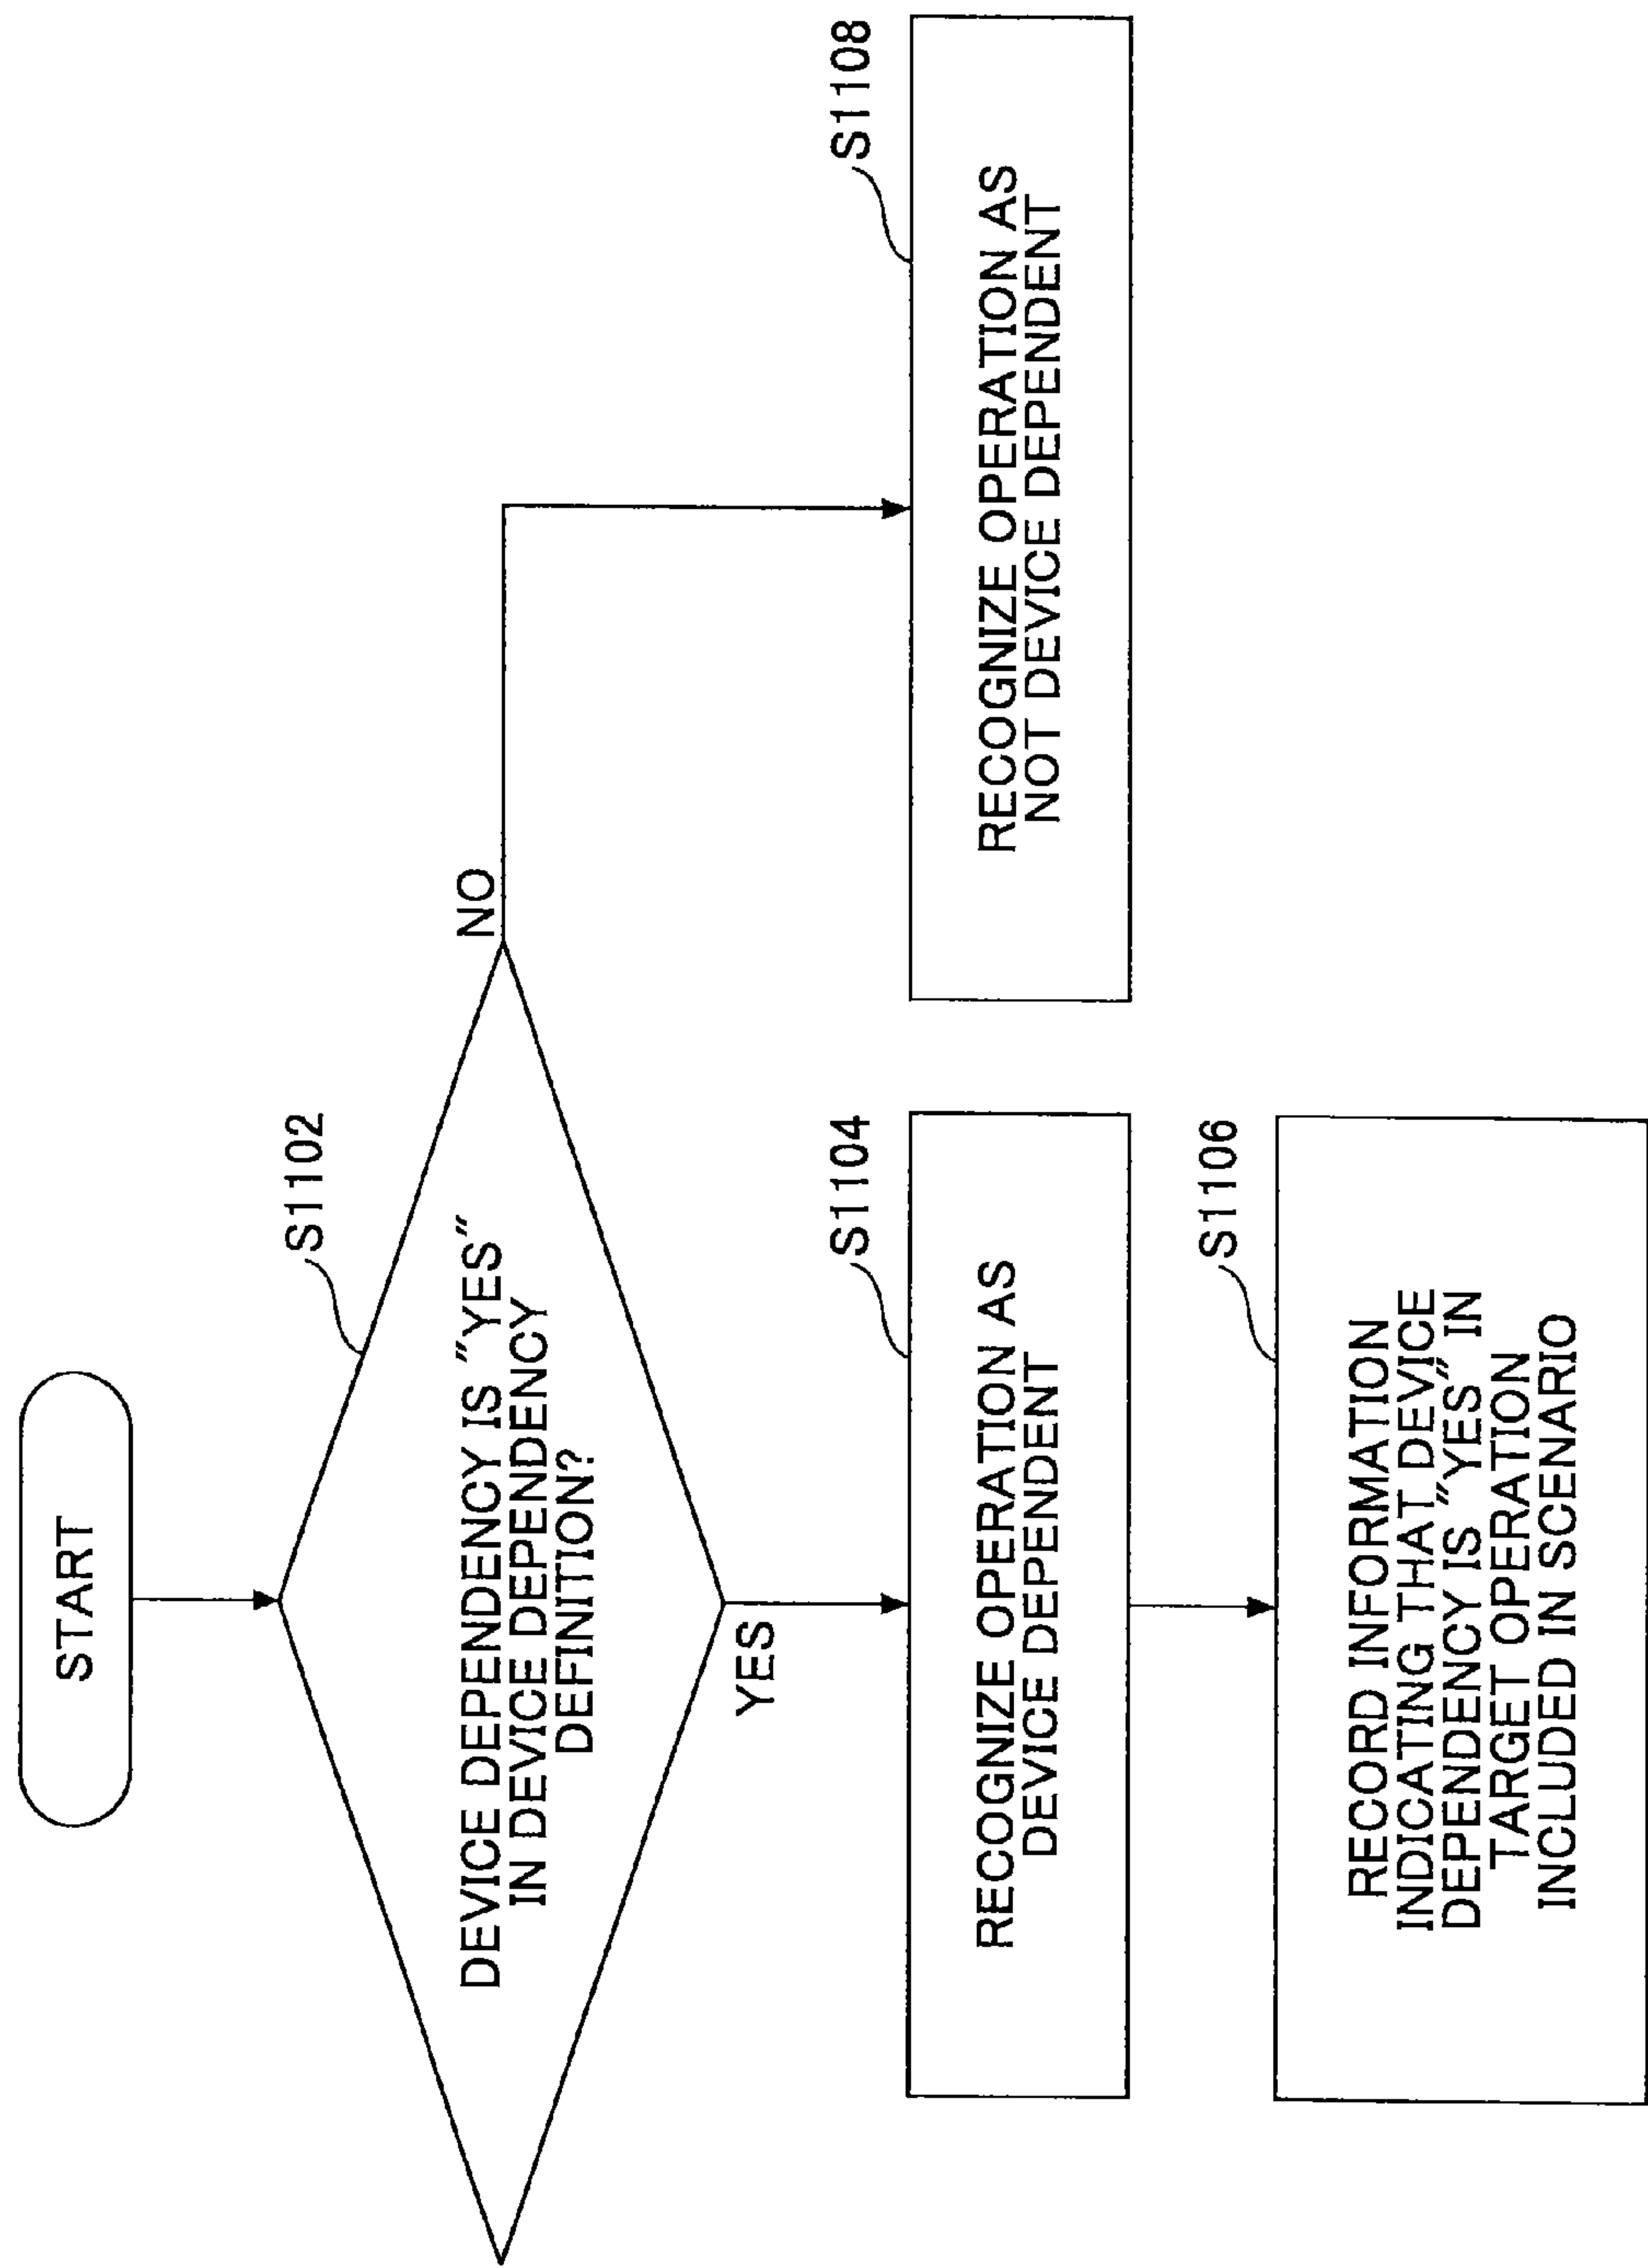 START
S1102
DEVICE DEPENDENCY IS "YES"
IN DEVICE DEPENDENCY
DEFINITION?
NO
YES
S1104
RECOGNIZE OPERATION AS
DEVICE DEPENDENT
S1108
RECOGNIZE OPERATION AS
NOT DEVICE DEPENDENT
S1106
RECORD INFORMATION
INDICATING THAT DEVICE
DEPENDENCY IS "YES" IN
TARGET OPERATION
INCLUDED IN SCENARIO